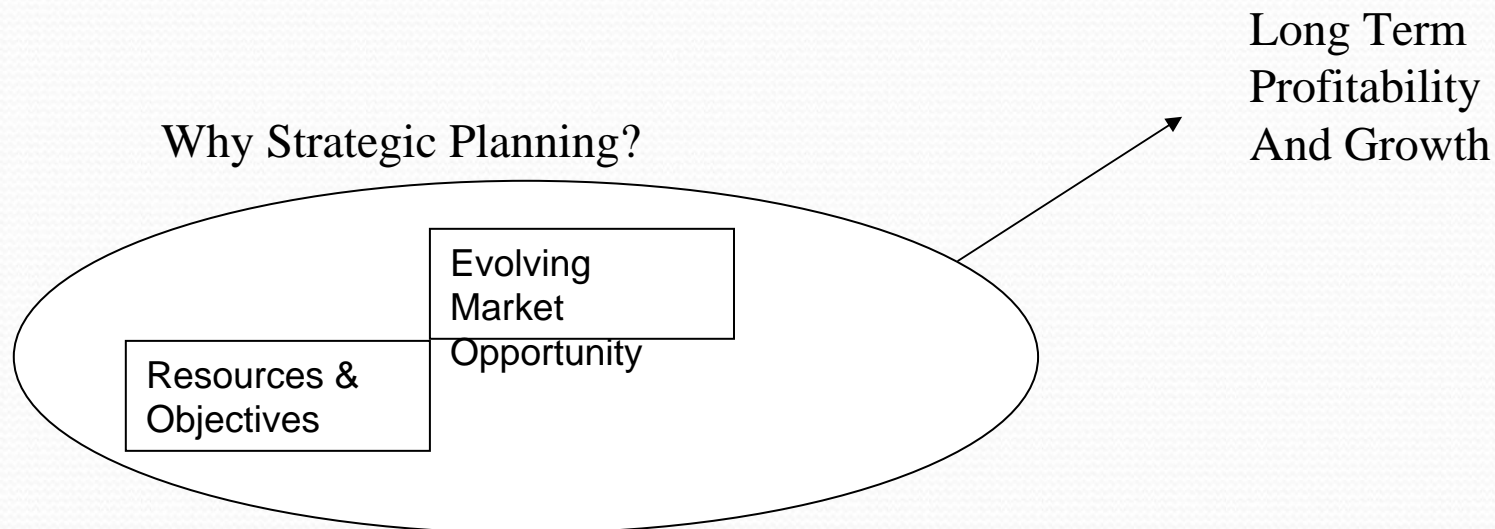 Long Term
Profitability
And Growth
Why Strategic Planning?
Evolving
Market
Opportunity
Resources &
Objectives